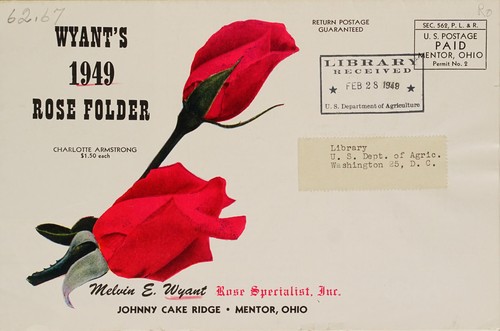 62.67
WYANT'S
1949
ROSE FOLDER
CHARLOTTE ARMSTRONG
$1.50 each
RETURN POSTAGE
GUARANTEED
SEC. 562, P. L. & R.
U. S. POSTAGE
PAID
MENTOR, OHIO
Permit No. 2
LIBRARY
RECEIVED
★ FEB 28 1949 ★
U. S. Department of Agriculture
Library
U. S. Dept. of Agric.
Washington 25, D. C.
Melvin E. Wyant Rose Specialist, Inc.
JOHNNY CAKE RIDGE • MENTOR, OHIO